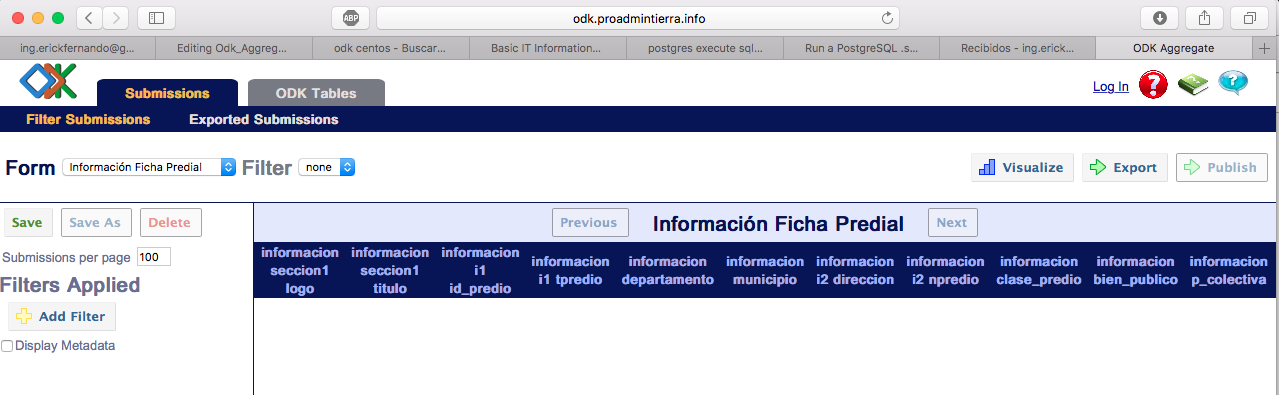 ABP
odk.proadmintierra.info
ing.erickfernando@g... Editing Odk_Aggreg... odk centos - Buscar... Basic IT Information... postgres execute sql... Run a PostgreSQL .s... Recibidos - ing.erick... ODK Aggregate
ODK
Submissions ODK Tables
Log In
Filter Submissions Exported Submissions
Form Información Ficha Predial Filter none
Visualize Export Publish
Save Save As Delete
Previous Información Ficha Predial Next
Submissions per page 100
Filters Applied
Add Filter
Display Metadata
informacion seccion1 logo
informacion seccion1 titulo
informacion i1 id_predio
informacion i1 tpredio
informacion departamento
informacion municipio
informacion i2 direccion
informacion i2 npredio
informacion clase_predio
informacion bien_publico
informacion p_colectiva